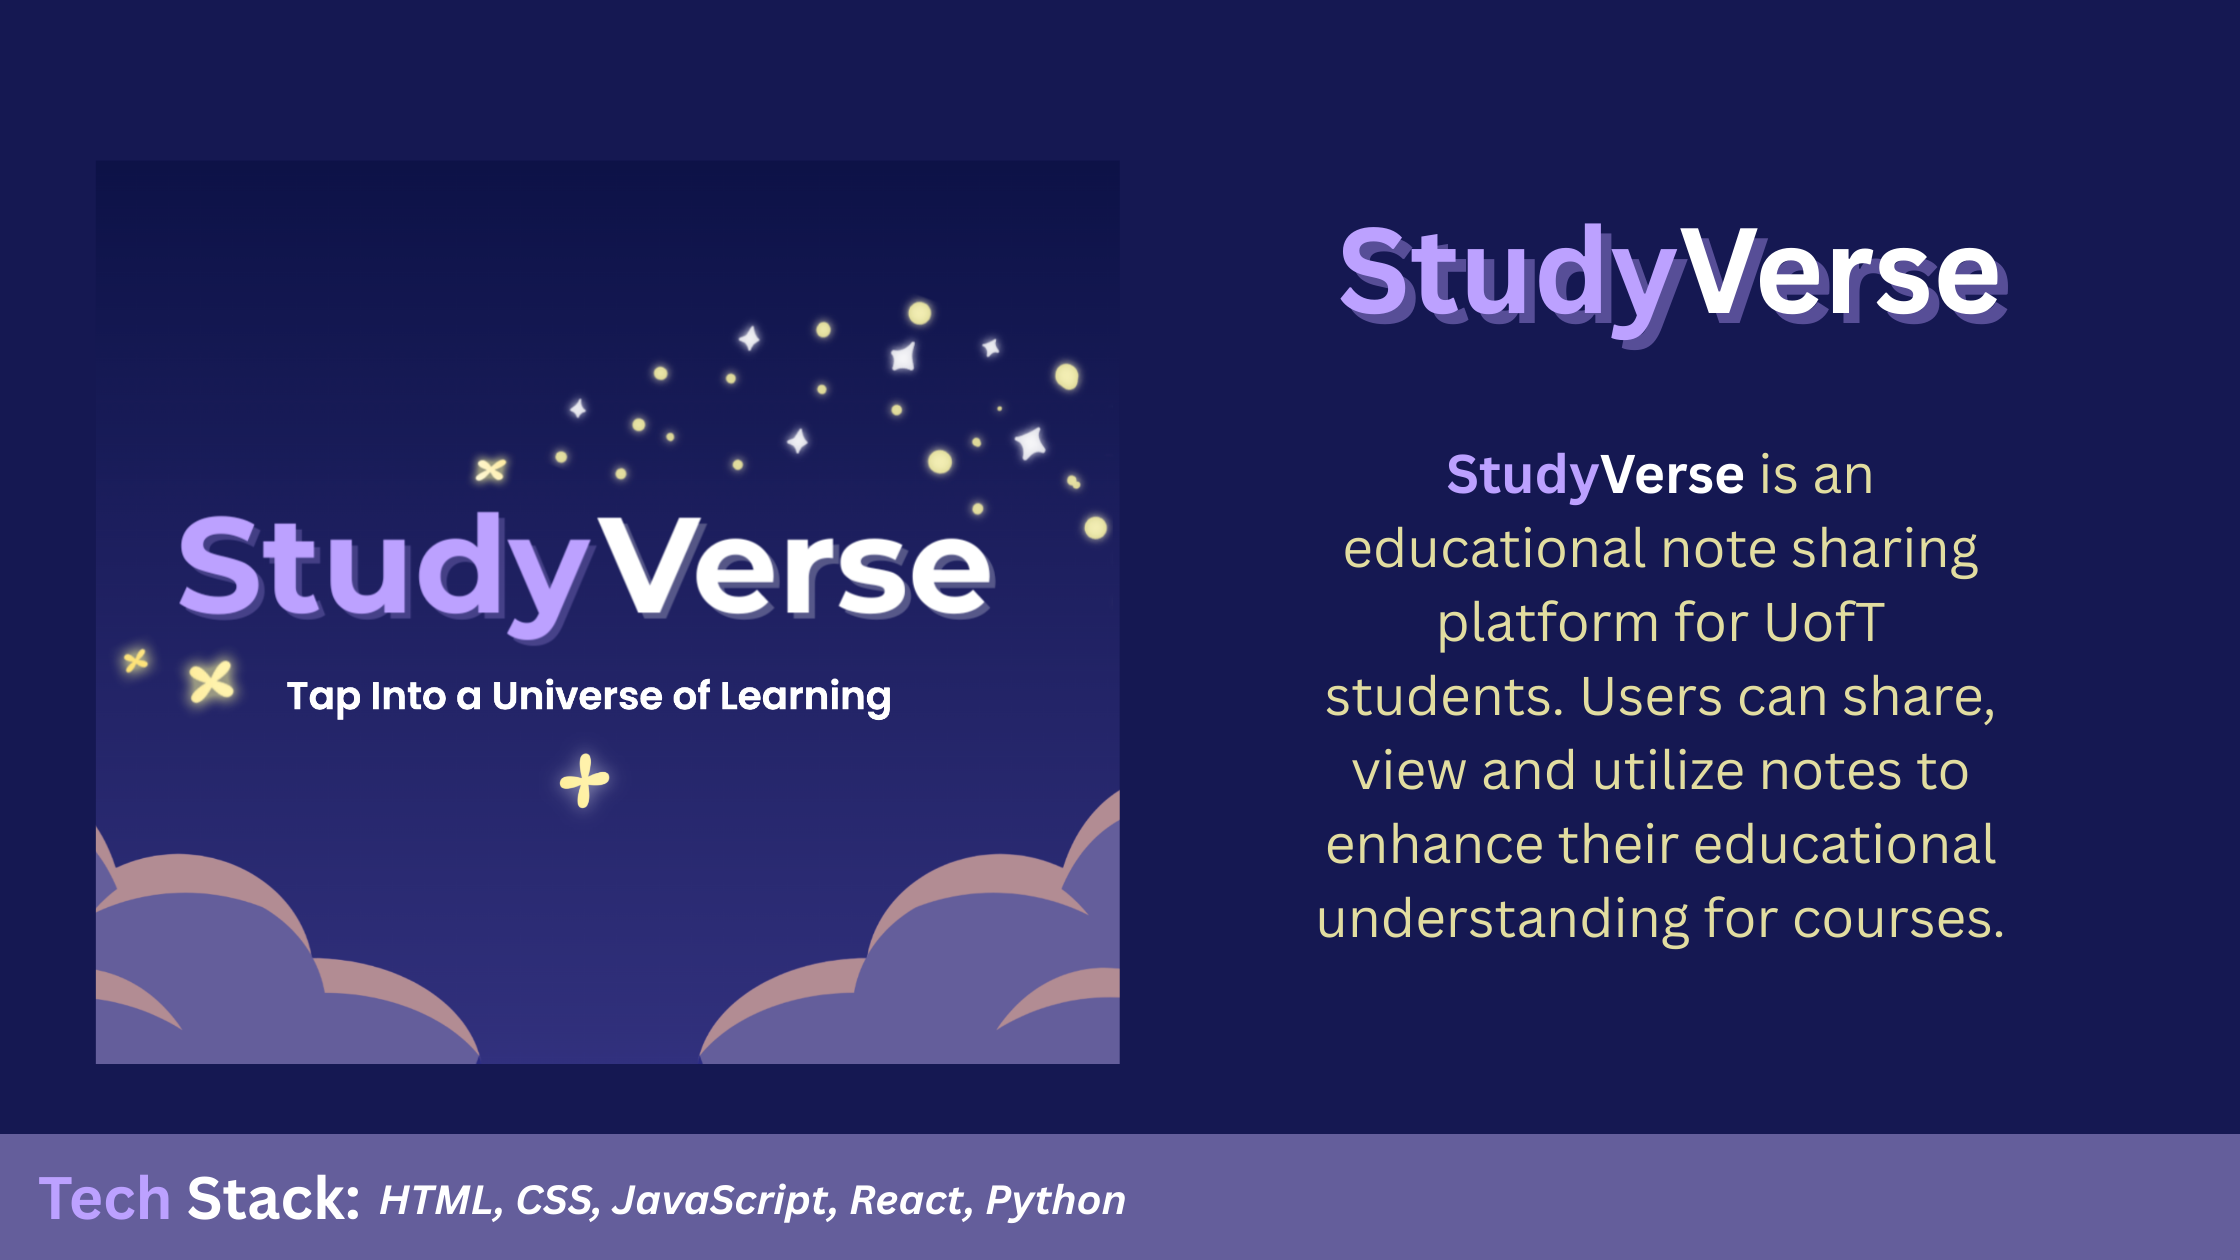 StudyVerse
Tap Into a Universe of Learning
StudyVerse
StudyVerse is an
educational note sharing
platform for UofT
students. Users can share,
view and utilize notes to
enhance their educational
understanding for courses.
Tech Stack: HTML, CSS, JavaScript, React, Python